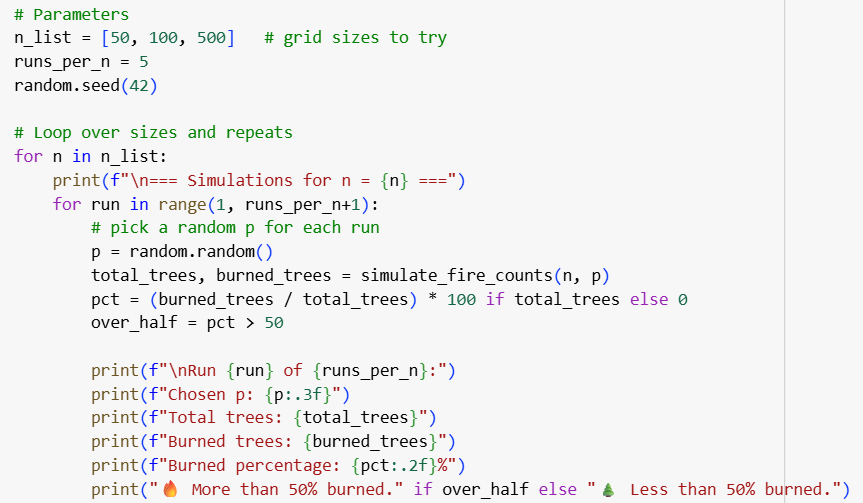 # Parameters
n_list = [50, 100, 500]   # grid sizes to try
runs_per_n = 5
random.seed(42)

# Loop over sizes and repeats
for n in n_list:
    print(f"\n=== Simulations for n = {n} ===")
    for run in range(1, runs_per_n+1):
        # pick a random p for each run
        p = random.random()
        total_trees, burned_trees = simulate_fire_counts(n, p)
        pct = (burned_trees / total_trees) * 100 if total_trees else 0
        over_half = pct > 50

        print(f"\nRun {run} of {runs_per_n}:")
        print(f"Chosen p: {p:.3f}")
        print(f"Total trees: {total_trees}")
        print(f"Burned trees: {burned_trees}")
        print(f"Burned percentage: {pct:.2f}%")
        print("🔥 More than 50% burned." if over_half else "🌲 Less than 50% burned.")